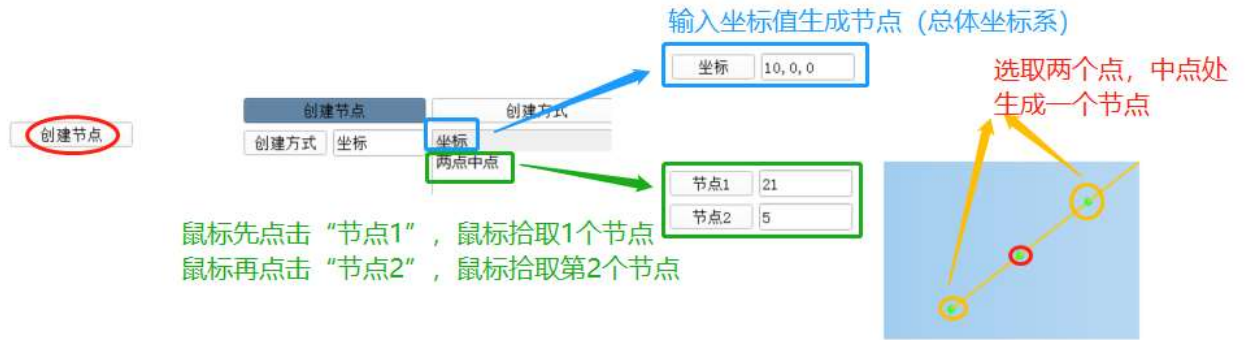 输入坐标值生成节点（总体坐标系）
坐标 10,0,0
选取两个点，中点处
生成一个节点
创建节点
创建节点 创建方式
创建方式 坐标 坐标
两点中点
节点1 21
节点2 5
鼠标先点击“节点1”，鼠标拾取1个节点
鼠标再点击“节点2”，鼠标拾取第2个节点